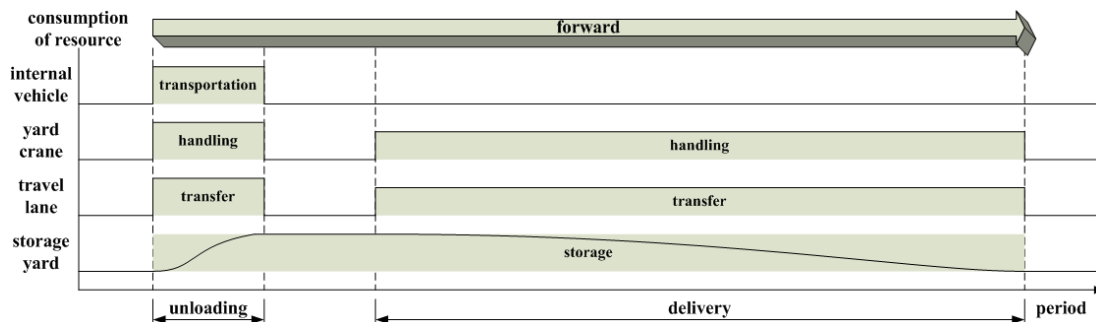 consumption
of resource
forward
internal
vehicle
transportation
yard
crane
handling
handling
travel
lane
transfer
transfer
storage
yard
storage
unloading
delivery
period